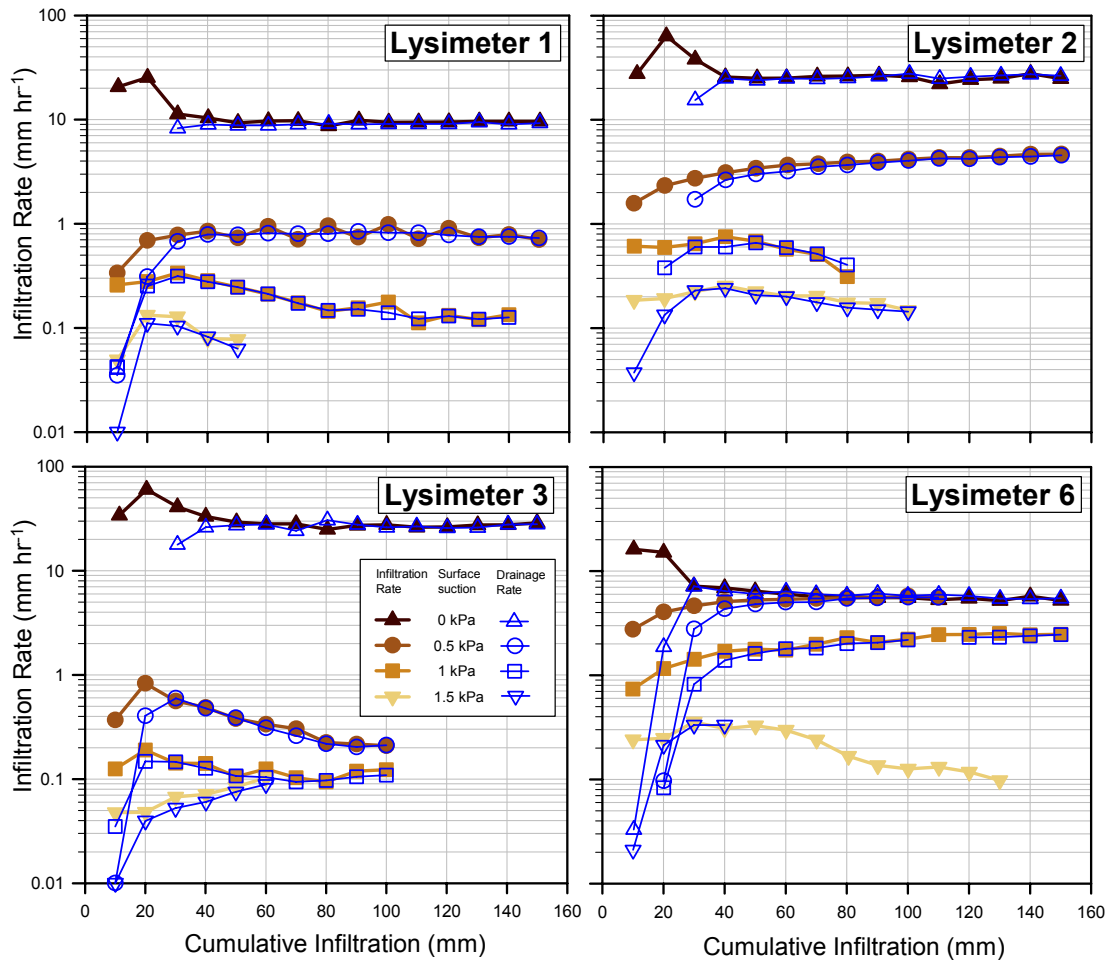 Lysimeter 1
Lysimeter 2
100
10
1
0.1
0.01
Infiltration Rate (mm hr⁻¹)
Lysimeter 3
Lysimeter 6
100
10
1
0.1
0.01
Infiltration Rate (mm hr⁻¹)
Infiltration Surface Drainage
Rate suction Rate
0 kPa
0.5 kPa
1 kPa
1.5 kPa
0 20 40 60 80 100 120 140 160
0 20 40 60 80 100 120 140 160
Cumulative Infiltration (mm)
Cumulative Infiltration (mm)